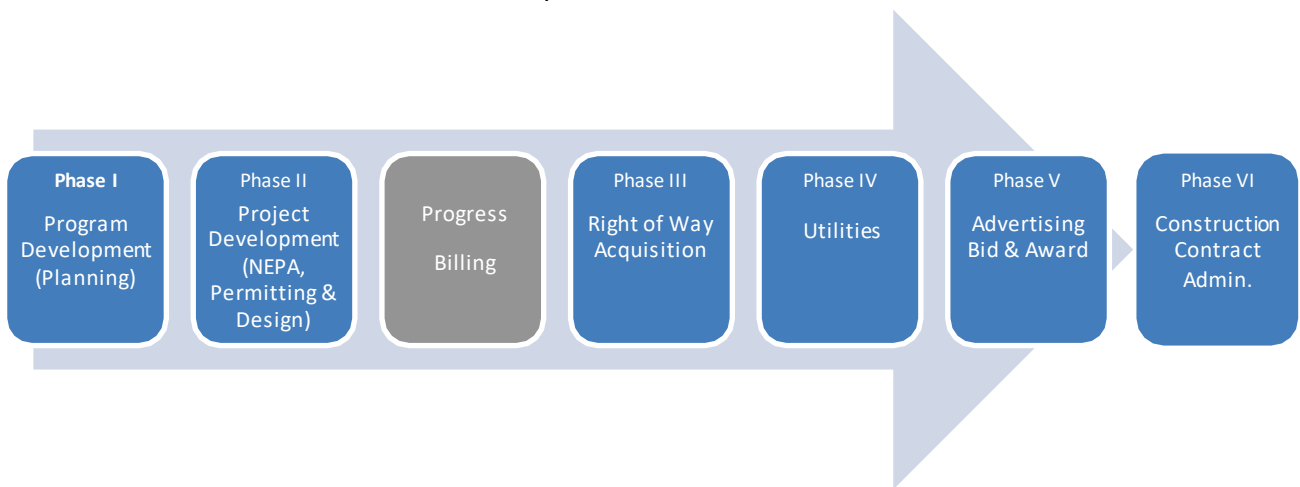 Phase I
Program
Development
(Planning)
Phase II
Project
Development
(NEPA,
Permitting &
Design)
Progress
Billing
Phase III
Right of Way
Acquisition
Phase IV
Utilities
Phase V
Advertising
Bid & Award
Phase VI
Construction
Contract
Admin.